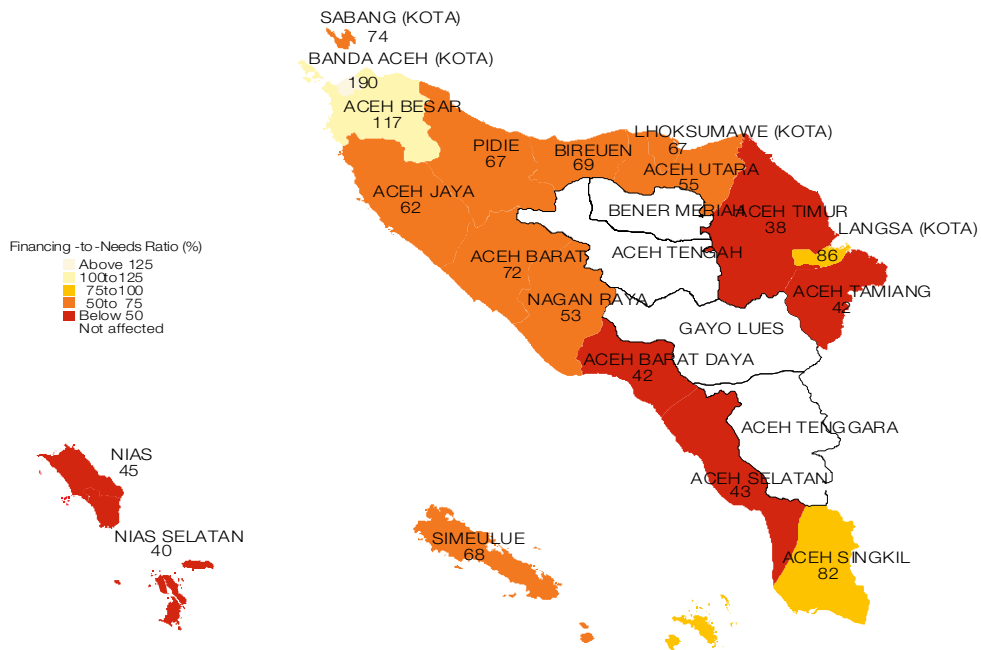 SABANG (KOTA)
74
BANDA ACEH (KOTA)
190
ACEH BESAR
117
LHOKSUMAWE (KOTA)
67
PIDIE
67
BIREUEN
69
ACEH UTARA
55
ACEH JAYA
62
BENER MERIAH
ACEH TIMUR
38
LANGSA (KOTA)
86
ACEH TENGAH
ACEH BARAT
72
ACEH TAMIANG
42
NAGAN RAYA
53
GAYO LUES
ACEH BARAT DAYA
42
Financing -to -Needs Ratio (%)
Above 125
100to125
75to100
50to 75
Below 50
Not affected
ACEH TENGGARA
NIAS
45
ACEH SELATAN
43
NIAS SELATAN
40
SIMEULUE
68
ACEH SINGKIL
82